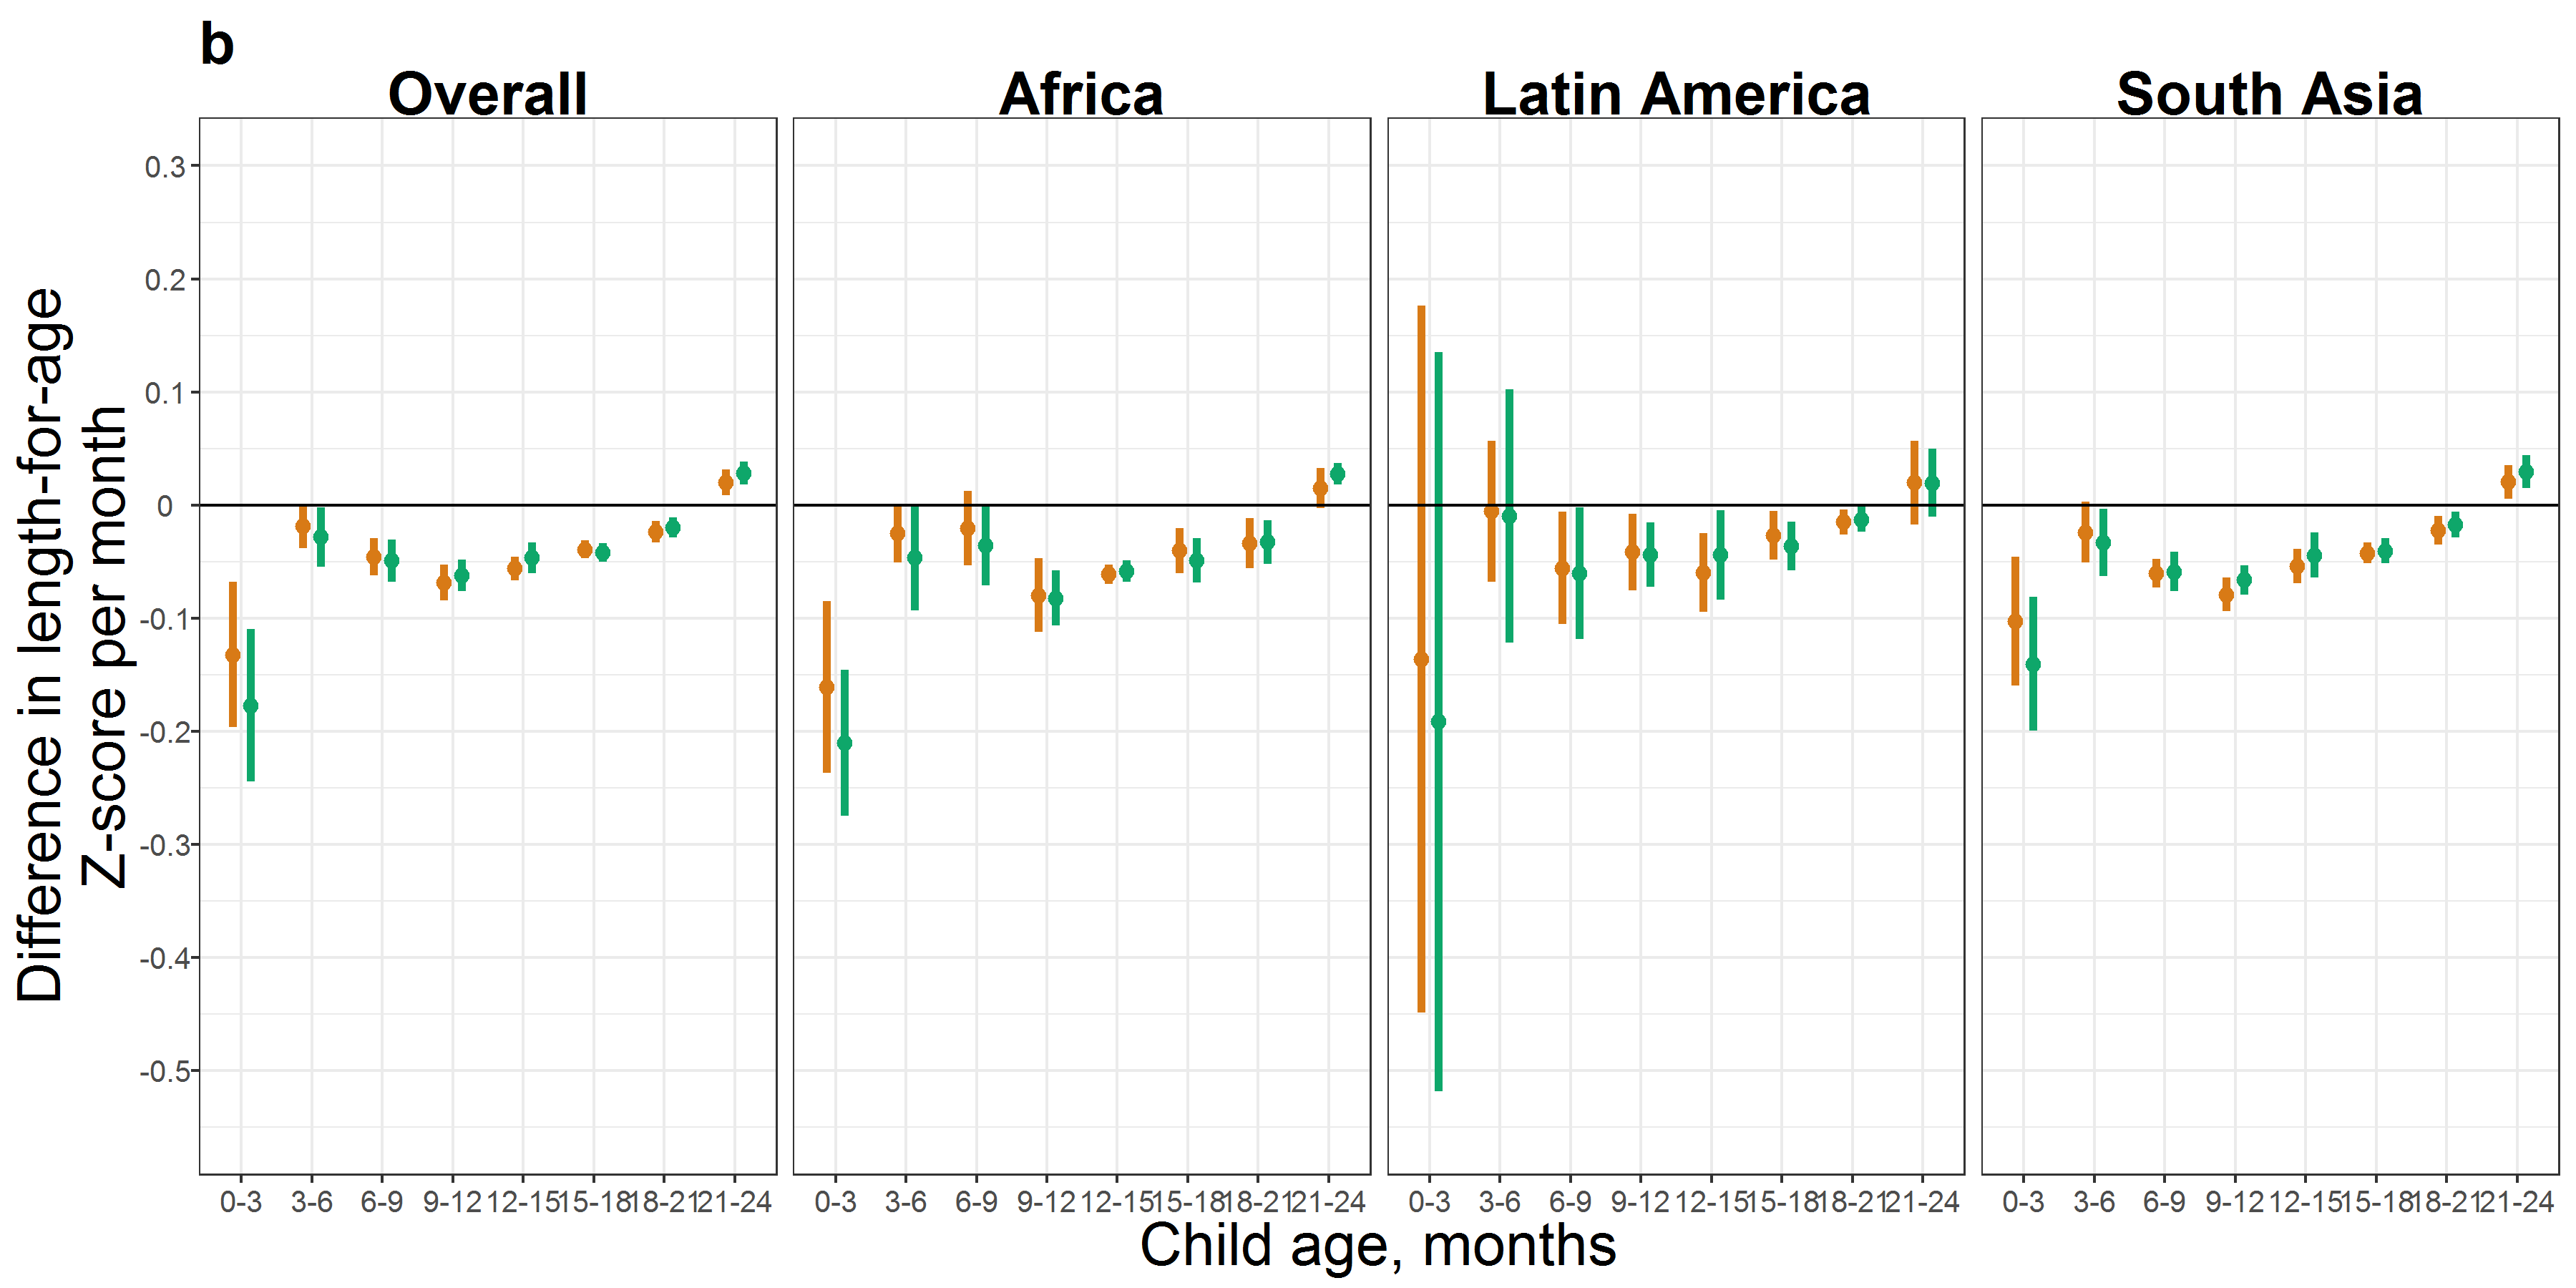 b
Overall Africa Latin America South Asia
Difference in length-for-age
Z-score per month
0.3
0.2
0.1
0
-0.1
-0.2
-0.3
-0.4
-0.5
0-3 3-6 6-9 9-12 12-15 15-18 18-21 21-24 0-3 3-6 6-9 9-12 12-15 15-18 18-21 21-24 0-3 3-6 6-9 9-12 12-15 15-18 18-21 21-24 0-3 3-6 6-9 9-12 12-15 15-18 18-21 21-24
Child age, months